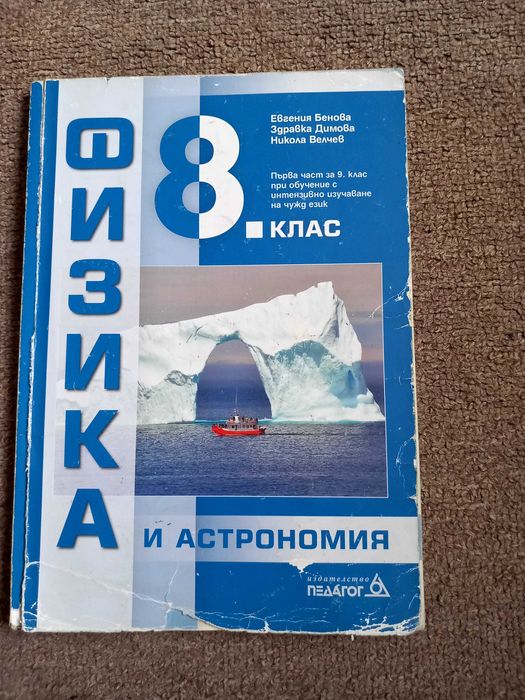 ФИЗИКА
8.
КЛАС
Евгения Бенова
Здравка Димова
Никола Велчев
Първа част за 9. клас
при обучение с
интензивно изучаване
на чужд език
И АСТРОНОМИЯ
издателство
ПЕДАГОГ 6